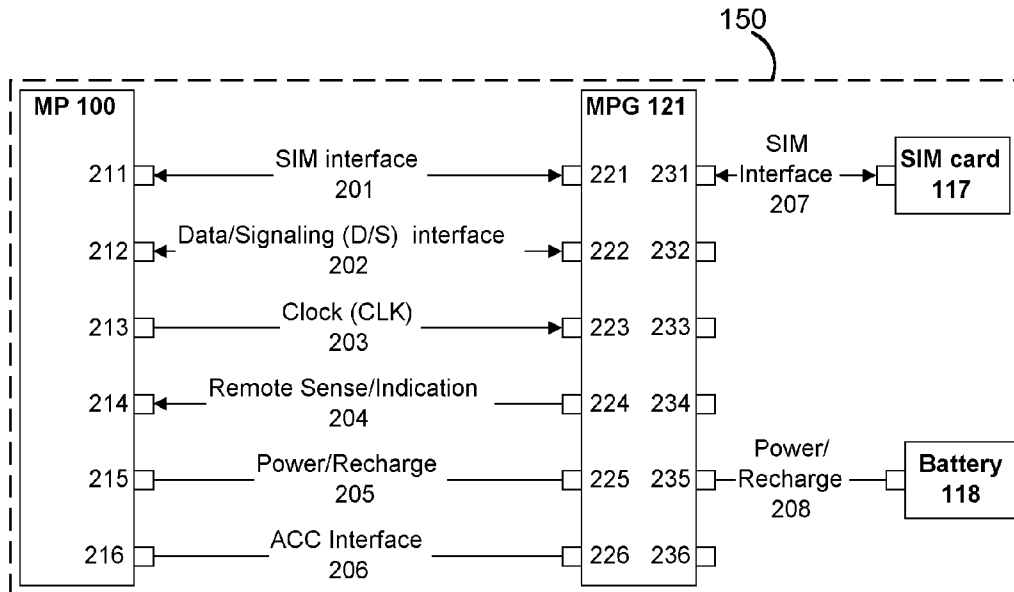 150
MP 100
MPG 121
211
SIM interface
201
221
231
SIM
Interface
207
SIM card
117
212
Data/Signaling (D/S) interface
202
222
232
213
Clock (CLK)
203
223
233
214
Remote Sense/Indication
204
224
234
215
Power/Recharge
205
225
235
Power/
Recharge
208
Battery
118
216
ACC Interface
206
226
236